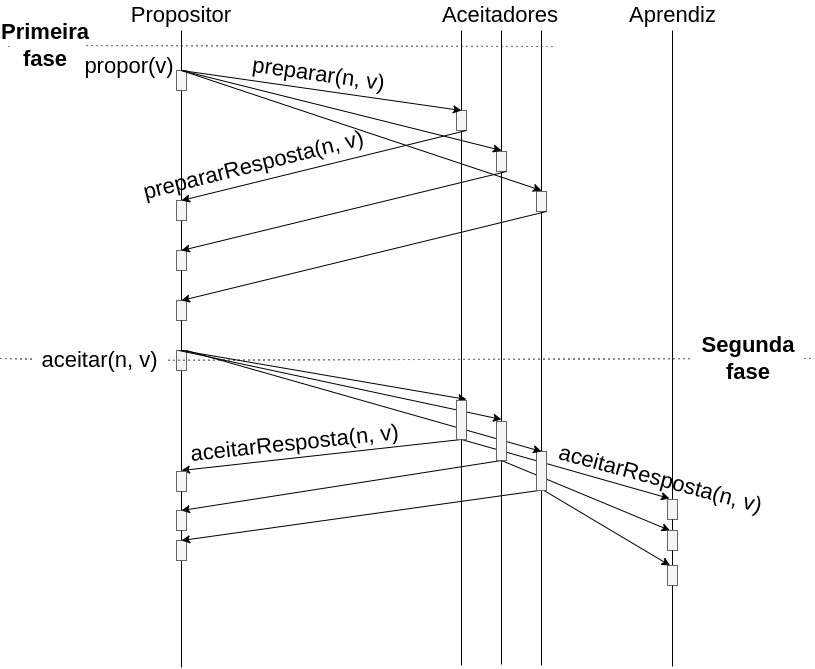 Propositor
Aceitadores
Aprendiz
Primeira
fase
propor(v)
preparar(n, v)
prepararResposta(n, v)
Segunda
fase
aceitar(n, v)
aceitarResposta(n, v)
aceitarResposta(n, v)